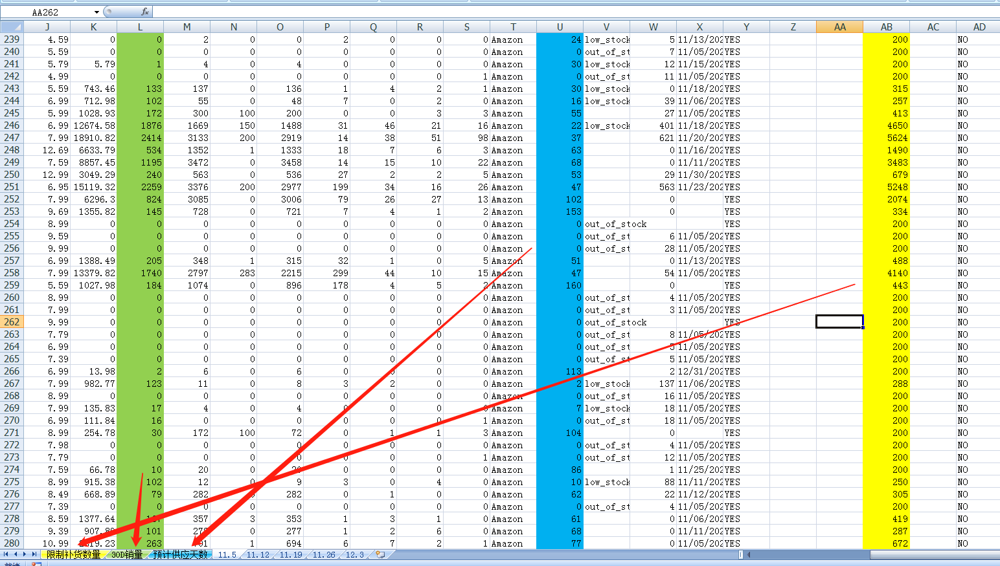 AA262 fx
J K L M N O P Q R S T U V W X Y Z AA AB AC AD
239 4.59 0 0 2 0 0 2 0 0 0 Amazon 24 low_stock 5 11/13/202 YES 200 NO
240 5.59 0 0 0 0 0 0 0 0 0 Amazon 0 out_of_st 7 11/05/202 YES 200 NO
241 5.79 5.79 1 4 0 4 0 0 0 0 Amazon 30 low_stock 12 11/15/202 YES 200 NO
242 4.99 0 0 0 0 0 0 0 0 1 Amazon 0 out_of_st 11 11/05/202 YES 200 NO
243 5.59 743.46 133 137 0 136 1 4 2 1 Amazon 30 low_stock 0 11/18/202 YES 315 NO
244 6.99 712.98 102 55 0 48 7 0 2 0 Amazon 16 low_stock 39 11/06/202 YES 257 NO
245 5.99 1028.93 172 300 100 200 0 0 3 3 Amazon 55 27 11/05/202 YES 413 NO
246 6.99 12674.58 1876 1669 150 1488 31 46 21 16 Amazon 22 low_stock 401 11/18/202 YES 4650 NO
247 7.99 18910.82 2414 3133 200 2919 14 38 51 98 Amazon 37 621 11/20/202 YES 5624 NO
248 12.69 6633.79 534 1352 1 1333 18 7 6 3 Amazon 63 0 11/16/202 YES 1490 NO
249 7.59 8857.45 1195 3472 0 3458 14 15 10 22 Amazon 68 0 11/11/202 YES 3483 NO
250 12.99 3049.29 240 563 0 536 27 2 2 5 Amazon 53 29 11/30/202 YES 679 NO
251 6.95 15119.32 2259 3376 200 2977 199 34 16 26 Amazon 47 563 11/23/202 YES 5248 NO
252 7.99 6296.3 824 3085 0 3006 79 26 27 13 Amazon 102 0 YES 2074 NO
253 9.69 1355.82 145 728 0 721 7 4 1 2 Amazon 153 0 YES 334 NO
254 8.99 0 0 0 0 0 0 0 0 0 Amazon 0 out_of_stock YES 200 NO
255 9.59 0 0 0 0 0 0 0 0 0 Amazon 0 out_of_st 6 11/05/202 YES 200 NO
256 9.99 0 0 0 0 0 0 0 0 0 Amazon 0 out_of_st 28 11/05/202 YES 200 NO
257 6.99 1388.49 205 348 1 315 32 1 0 5 Amazon 51 0 11/13/202 YES 488 NO
258 7.99 13379.82 1740 2797 283 2215 299 44 10 15 Amazon 47 54 11/05/202 YES 4140 NO
259 5.59 1027.98 184 1074 0 896 178 4 5 2 Amazon 160 0 YES 443 NO
260 8.99 0 0 0 0 0 0 0 0 0 Amazon 0 out_of_st 4 11/05/202 YES 200 NO
261 7.99 0 0 0 0 0 0 0 0 0 Amazon 0 out_of_st 3 11/05/202 YES 200 NO
262 9.99 0 0 0 0 0 0 0 0 0 Amazon 0 out_of_stock YES 200 NO
263 7.79 0 0 0 0 0 0 0 0 0 Amazon 0 out_of_st 8 11/05/202 YES 200 NO
264 6.99 0 0 0 0 0 0 0 0 0 Amazon 0 out_of_st 5 11/05/202 YES 200 NO
265 7.39 0 0 0 0 0 0 0 0 0 Amazon 0 out_of_st 5 11/05/202 YES 200 NO
266 6.99 13.98 2 6 0 6 0 0 0 0 Amazon 113 2 12/31/202 YES 200 NO
267 7.99 982.77 123 11 0 8 3 2 0 0 Amazon 2 low_stock 137 11/06/202 YES 288 NO
268 8.99 0 0 0 0 0 0 0 0 0 Amazon 0 out_of_st 16 11/05/202 YES 200 NO
269 7.99 135.83 17 4 0 4 0 0 0 0 Amazon 7 low_stock 18 11/05/202 YES 200 NO
270 6.99 111.84 16 0 0 0 0 0 0 1 Amazon 0 out_of_st 18 11/05/202 YES 200 NO
271 8.99 254.78 30 172 100 72 0 1 1 3 Amazon 104 0 YES 200 NO
272 7.98 0 0 0 0 0 0 0 0 0 Amazon 0 out_of_st 4 11/05/202 YES 200 NO
273 7.79 0 0 0 0 0 0 0 0 1 Amazon 0 out_of_st 12 11/05/202 YES 200 NO
274 7.59 66.78 10 20 0 0 0 0 0 Amazon 86 1 11/25/202 YES 200 NO
275 8.99 915.38 102 12 0 9 3 0 4 0 Amazon 10 low_stock 88 11/11/202 YES 250 NO
276 8.49 668.89 79 282 0 282 0 1 0 0 Amazon 62 22 11/12/202 YES 305 NO
277 7.39 0 0 0 0 0 0 0 0 0 Amazon 0 out_of_st 4 11/05/202 YES 200 NO
278 8.59 1377.64 357 3 353 1 3 1 0 Amazon 61 0 11/06/202 YES 419 NO
279 9.39 101 0 277 1 2 6 0 Amazon 68 0 11/11/202 YES 287 NO
280 10.99 263 1 694 6 7 2 1 Amazon 77 0 11/05/202 YES 672 NO
限制补货数量 30D销量 预计供应天数 11.5 11.12 11.19 11.26 12.3
就绪